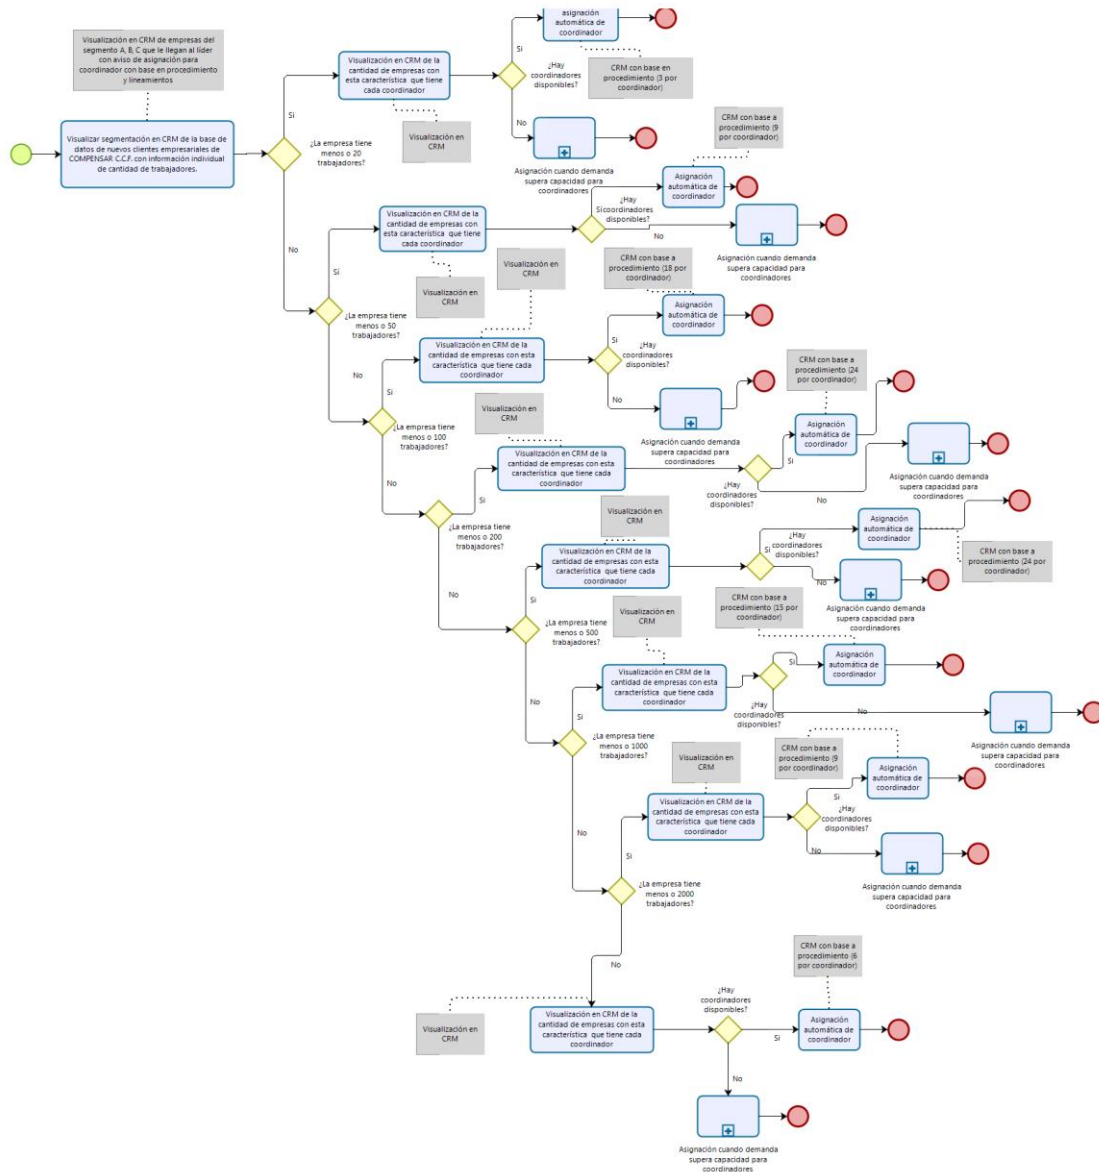 Visualización en CRM de empresas del
segmento A, B, C que le llegan al líder
con aviso de asignación para
coordinador con base en procedimiento
y lineamientos
Visualizar segmentación en CRM de la base de
datos de nuevos clientes empresariales de
COMPENSAR C.C.F. con información individual
de cantidad de trabajadores.
Si
¿La empresa tiene
menos o 20 trabajadores?
No
Visualización en CRM de la
cantidad de empresas con
esta característica que tiene
cada coordinador
Visualización en
CRM
Si
¿Hay
coordinadores
disponibles?
No
asignación
automática de
coordinador
CRM con base en
procedimiento (3 por
coordinador)
Asignación cuando demanda
supera capacidad para
coordinadores
CRM con base a
procedimiento (9
por coordinador)
Sí
¿La empresa tiene
menos o 50
trabajadores?
No
Visualización en CRM de la
cantidad de empresas con
esta característica que tiene
cada coordinador
Visualización en
CRM
¿Hay
Sícoordinadores
disponibles?
No
Asignación
automática de
coordinador
Asignación cuando demanda
supera capacidad para
coordinadores
Visualización en
CRM
CRM con base a
procedimiento (18 por
coordinador)
Si
¿La empresa tiene
menos o 100
trabajadores?
No
Visualización en CRM de la
cantidad de empresas con esta
característica que tiene cada
coordinador
Si
¿Hay
coordinadores
disponibles?
No
Asignación
automática de
coordinador
Asignación cuando demanda
supera capacidad para
coordinadores
Visualización en
CRM
CRM con base a
procedimiento (24
por coordinador)
Si
¿La empresa tiene
menos o 200
trabajadores?
No
Visualización en CRM de la
cantidad de empresas con esta
característica que tiene cada
coordinador
Si
¿Hay
coordinadores
disponibles?
No
Asignación
automática de
coordinador
Asignación cuando demanda
supera capacidad para
coordinadores
Visualización en
CRM
Si
¿La empresa tiene
menos o 500
trabajadores?
No
Visualización en CRM de la
cantidad de empresas con esta
característica que tiene cada
coordinador
¿Hay
coordinadores
disponibles?
Si
No
Asignación
automática de
coordinador
CRM con base a
procedimiento
(24 por
coordinador)
Asignación cuando demanda
supera capacidad para
coordinadores
Visualización en
CRM
CRM con base a
procedimiento (15 por
coordinador)
Si
¿La empresa tiene
menos o 1000
trabajadores?
No
Visualización en CRM de la
cantidad de empresas con esta
característica que tiene cada
coordinador
Si
¿Hay
coordinadores
disponibles?
No
Asignación
automática de
coordinador
Asignación cuando demanda
supera capacidad para
coordinadores
Visualización en
CRM
CRM con base a
procedimiento (9
por coordinador)
Si
¿La empresa tiene
menos o 2000
trabajadores?
No
Visualización en CRM de la
cantidad de empresas con esta
característica que tiene cada
coordinador
Si
¿Hay
coordinadores
disponibles?
No
Asignación
automática de
coordinador
Asignación cuando demanda
supera capacidad para
coordinadores
CRM con base a
procedimiento (6
por coordinador)
Visualización en
CRM
Visualización en CRM de la
cantidad de empresas con esta
característica que tiene cada
coordinador
¿Hay
coordinadores
disponibles?
Si
No
Asignación
automática de
coordinador
Asignación cuando demanda
supera capacidad para
coordinadores